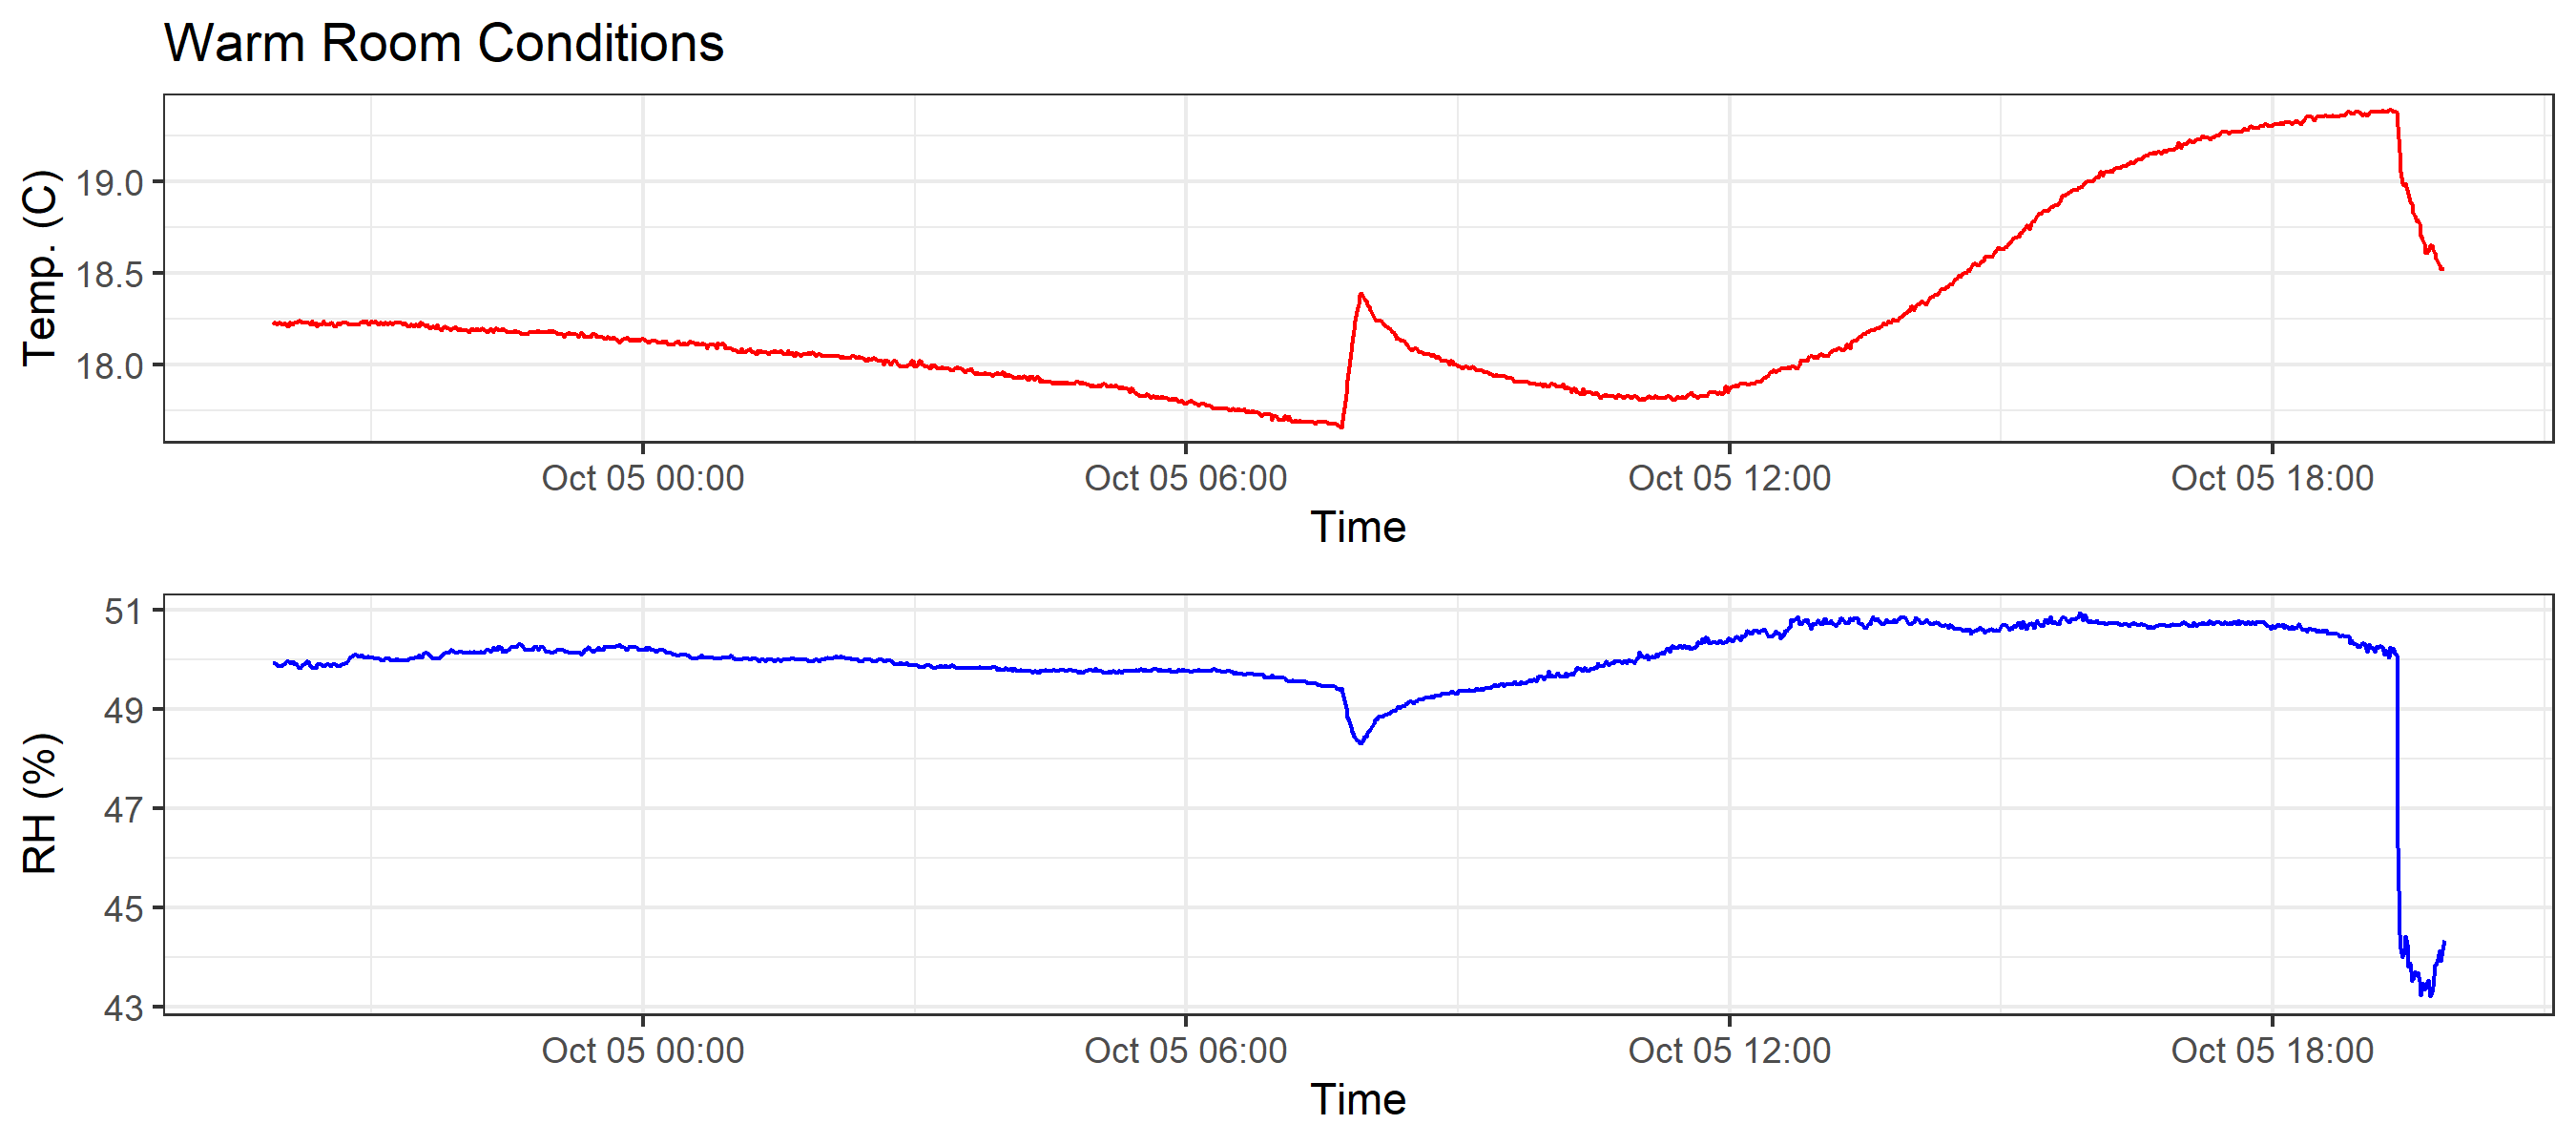 Warm Room Conditions
Temp. (C)
19.0
18.5
18.0
Oct 05 00:00 Oct 05 06:00 Oct 05 12:00 Oct 05 18:00
Time
RH (%)
51
49
47
45
43
Oct 05 00:00 Oct 05 06:00 Oct 05 12:00 Oct 05 18:00
Time